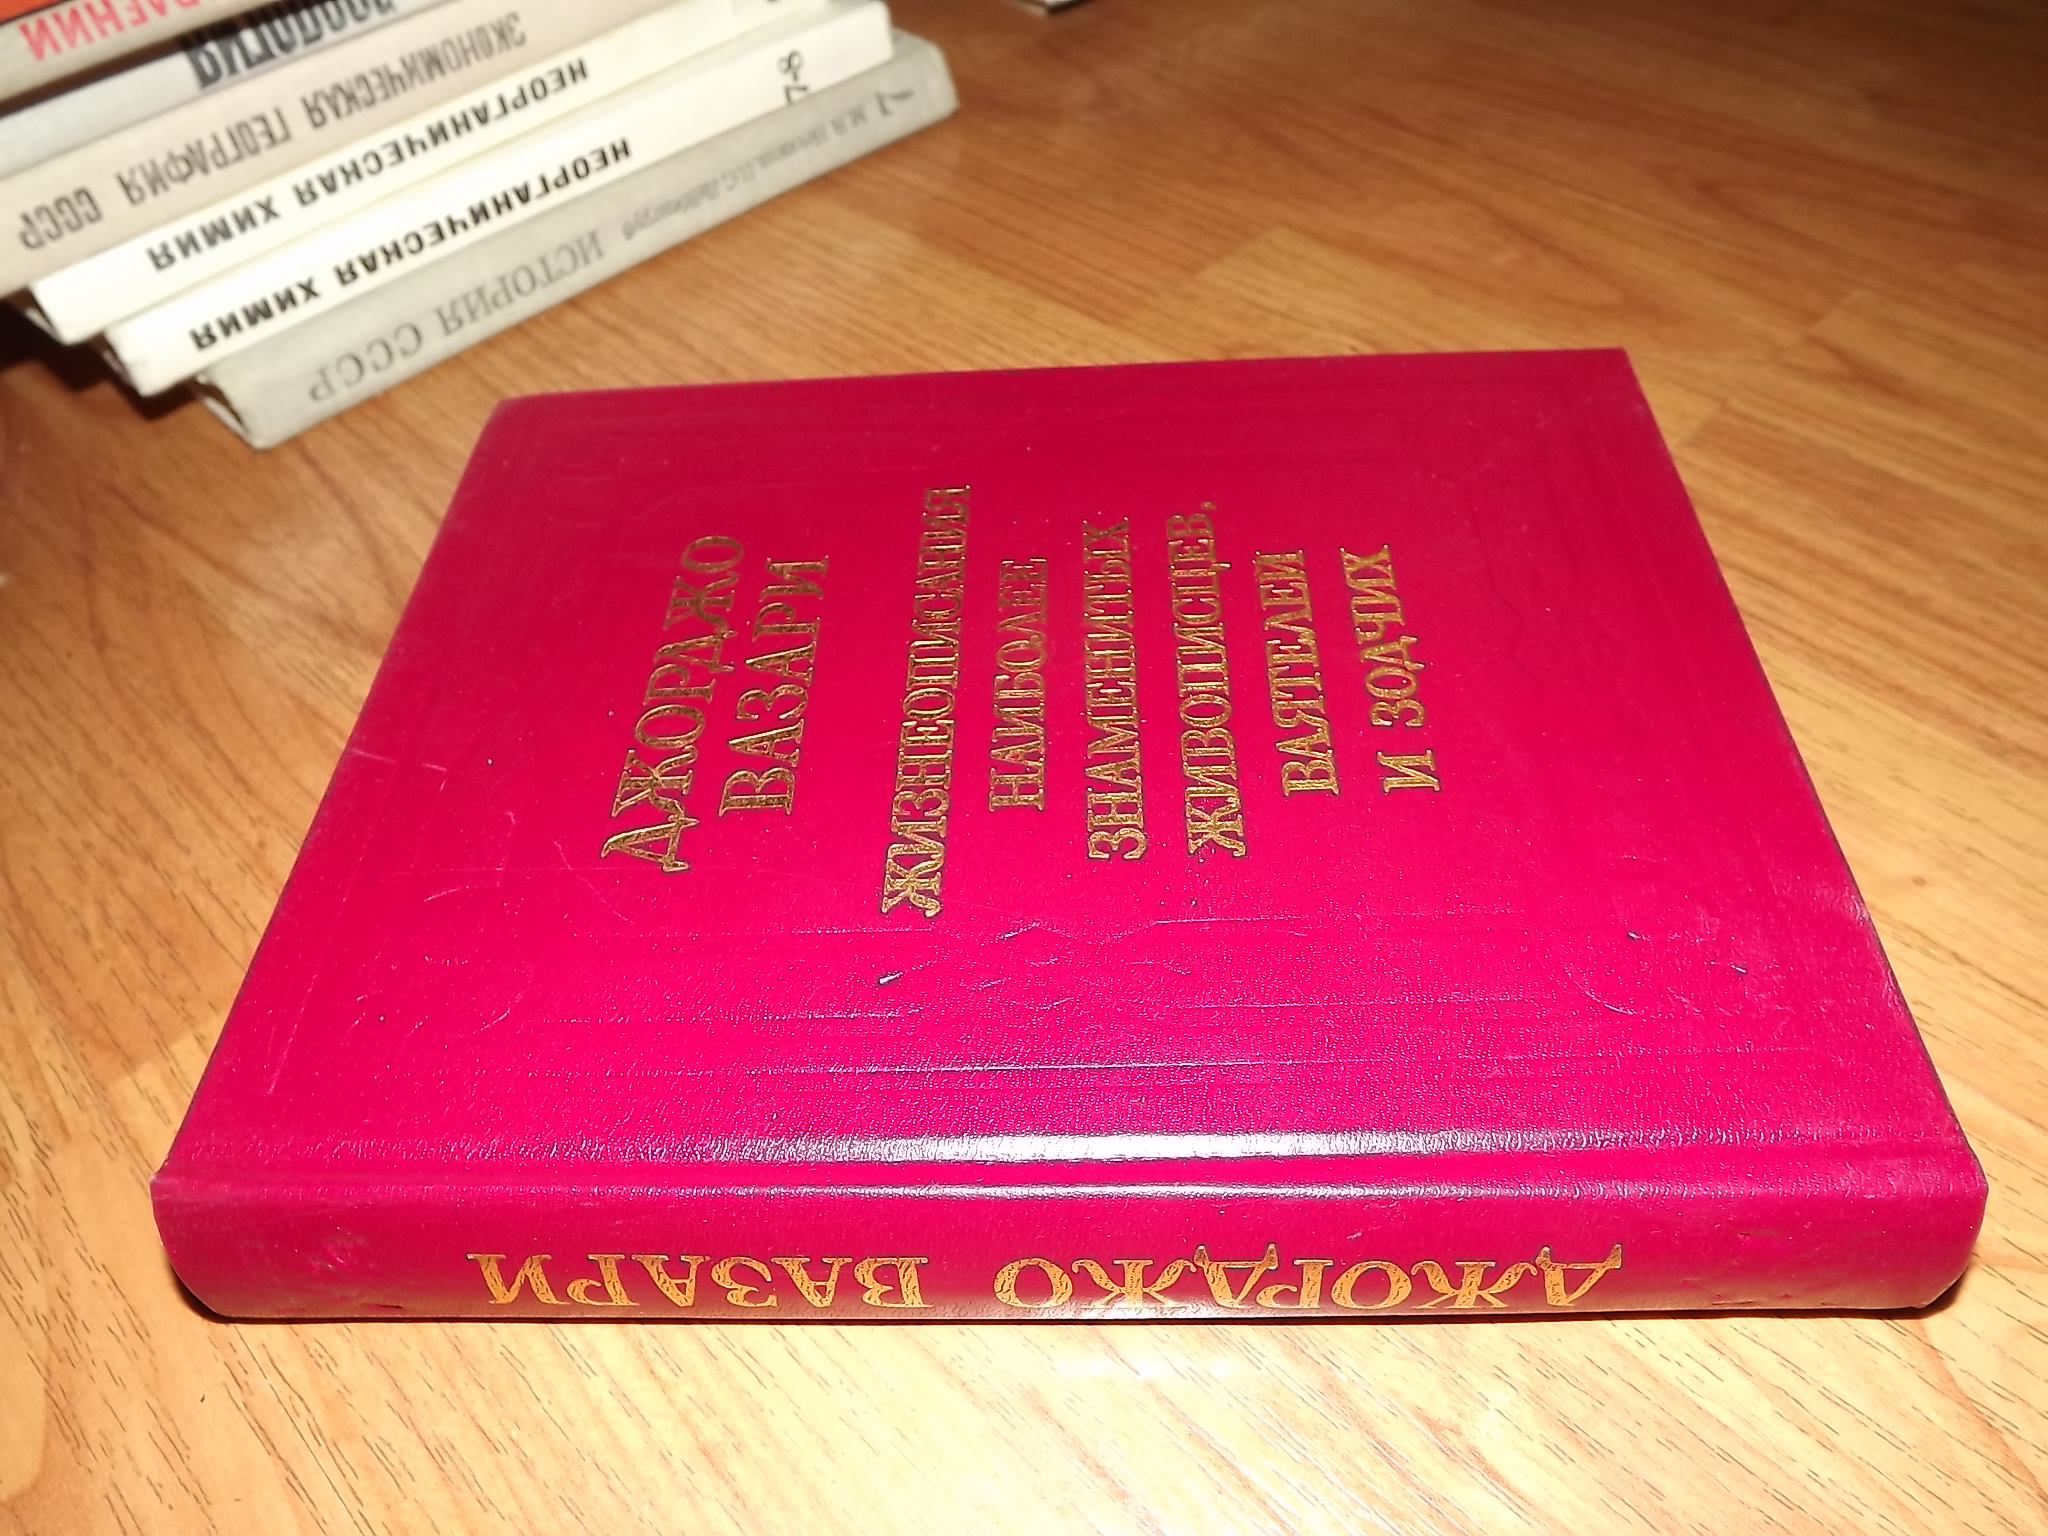 ДЖОРДЖО
ВАЗАРИ
ЖИЗНЕОПИСАНИЯ
НАИБОЛЕЕ
ЗНАМЕНИТЫХ
ЖИВОПИСЦЕВ,
ВАЯТЕЛЕЙ
И ЗОДЧИХ
ДЖОРДЖО ВАЗАРИ
ИСТОРИЯ СССР
НЕОРГАНИЧЕСКАЯ ХИМИЯ
7-8
НЕОРГАНИЧЕСКАЯ ХИМИЯ
ЭКОНОМИЧЕСКАЯ ГЕОГРАФИЯ СССР